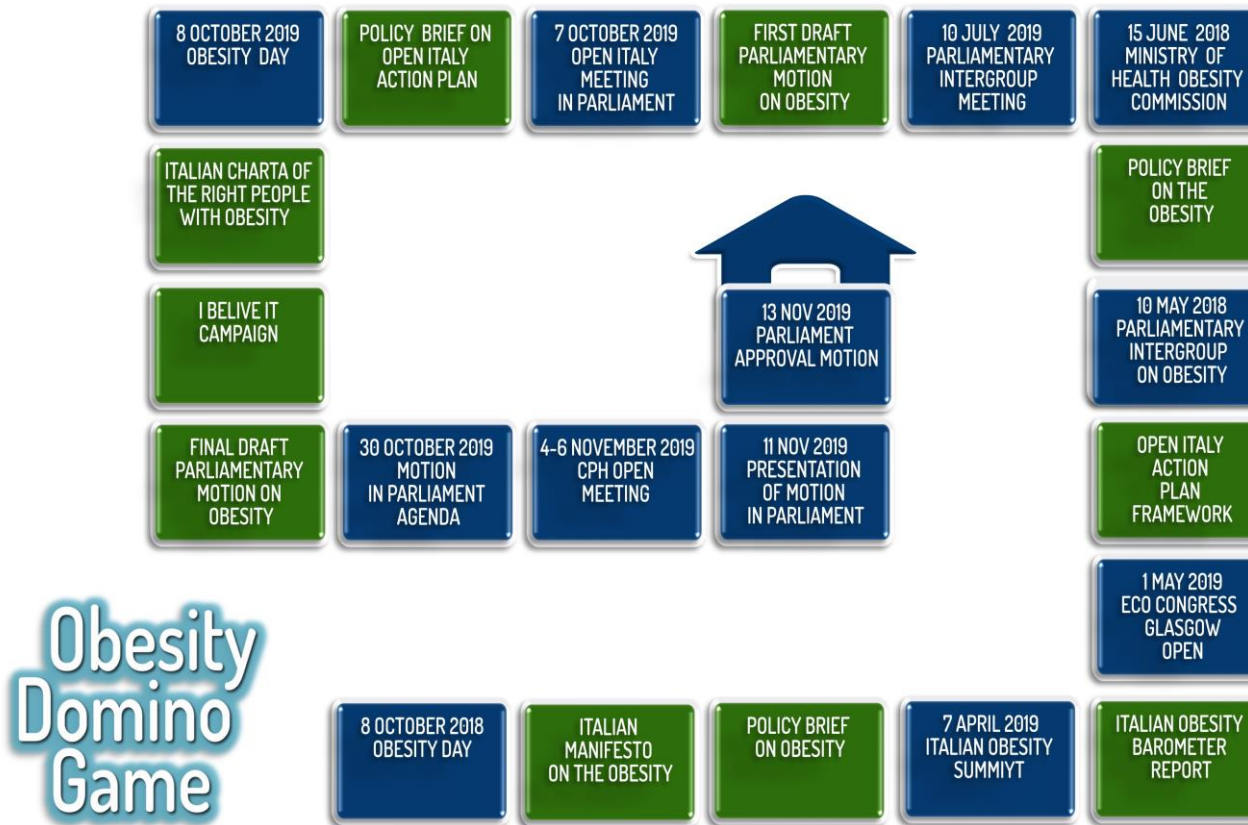 8 OCTOBER 2019
OBESITY DAY
POLICY BRIEF ON
OPEN ITALY
ACTION PLAN
7 OCTOBER 2019
OPEN ITALY
MEETING
IN PARLIAMENT
FIRST DRAFT
PARLIAMENTARY
MOTION
ON OBESITY
10 JULY 2019
PARLIAMENTARY
INTERGROUP
MEETING
15 JUNE 2018
MINISTRY OF
HEALTH OBESITY
COMMISSION
ITALIAN CHARTA OF
THE RIGHT PEOPLE
WITH OBESITY
POLICY BRIEF
ON THE
OBESITY
I BELIVE IT
CAMPAIGN
13 NOV 2019
PARLIAMENT
APPROVAL MOTION
10 MAY 2018
PARLIAMENTARY
INTERGROUP
ON OBESITY
FINAL DRAFT
PARLIAMENTARY
MOTION ON
OBESITY
30 OCTOBER 2019
MOTION
IN PARLIAMENT
AGENDA
4-6 NOVEMBER 2019
CPH OPEN
MEETING
11 NOV 2019
PRESENTATION
OF MOTION
IN PARLIAMENT
OPEN ITALY
ACTION
PLAN
FRAMEWORK
1 MAY 2019
ECO CONGRESS
GLASGOW
OPEN
Obesity
Domino
Game
8 OCTOBER 2018
OBESITY DAY
ITALIAN
MANIFESTO
ON THE OBESITY
POLICY BRIEF
ON OBESITY
7 APRIL 2019
ITALIAN OBESITY
SUMMIYT
ITALIAN OBESITY
BAROMETER
REPORT